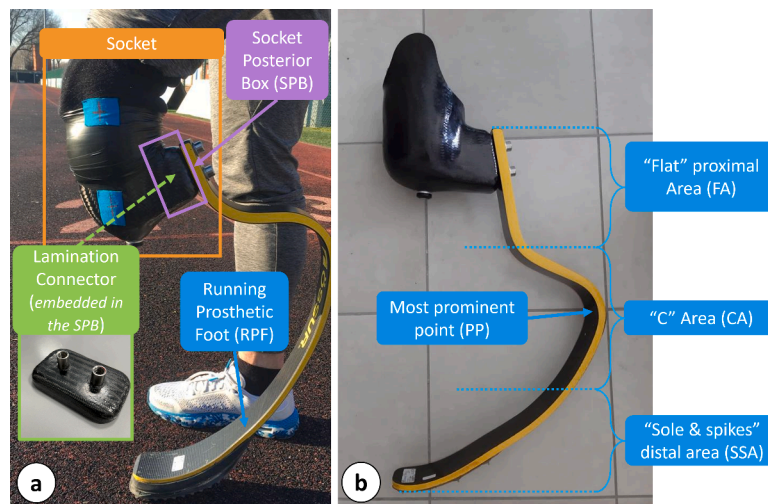 Socket
Socket
Posterior
Box (SPB)
Lamination
Connector
(embedded in
the SPB)
Running
Prosthetic
Foot (RPF)
ÖSSUR
a
"Flat" proximal
Area (FA)
Most prominent
point (PP)
"C" Area (CA)
"Sole & spikes"
distal area (SSA)
b